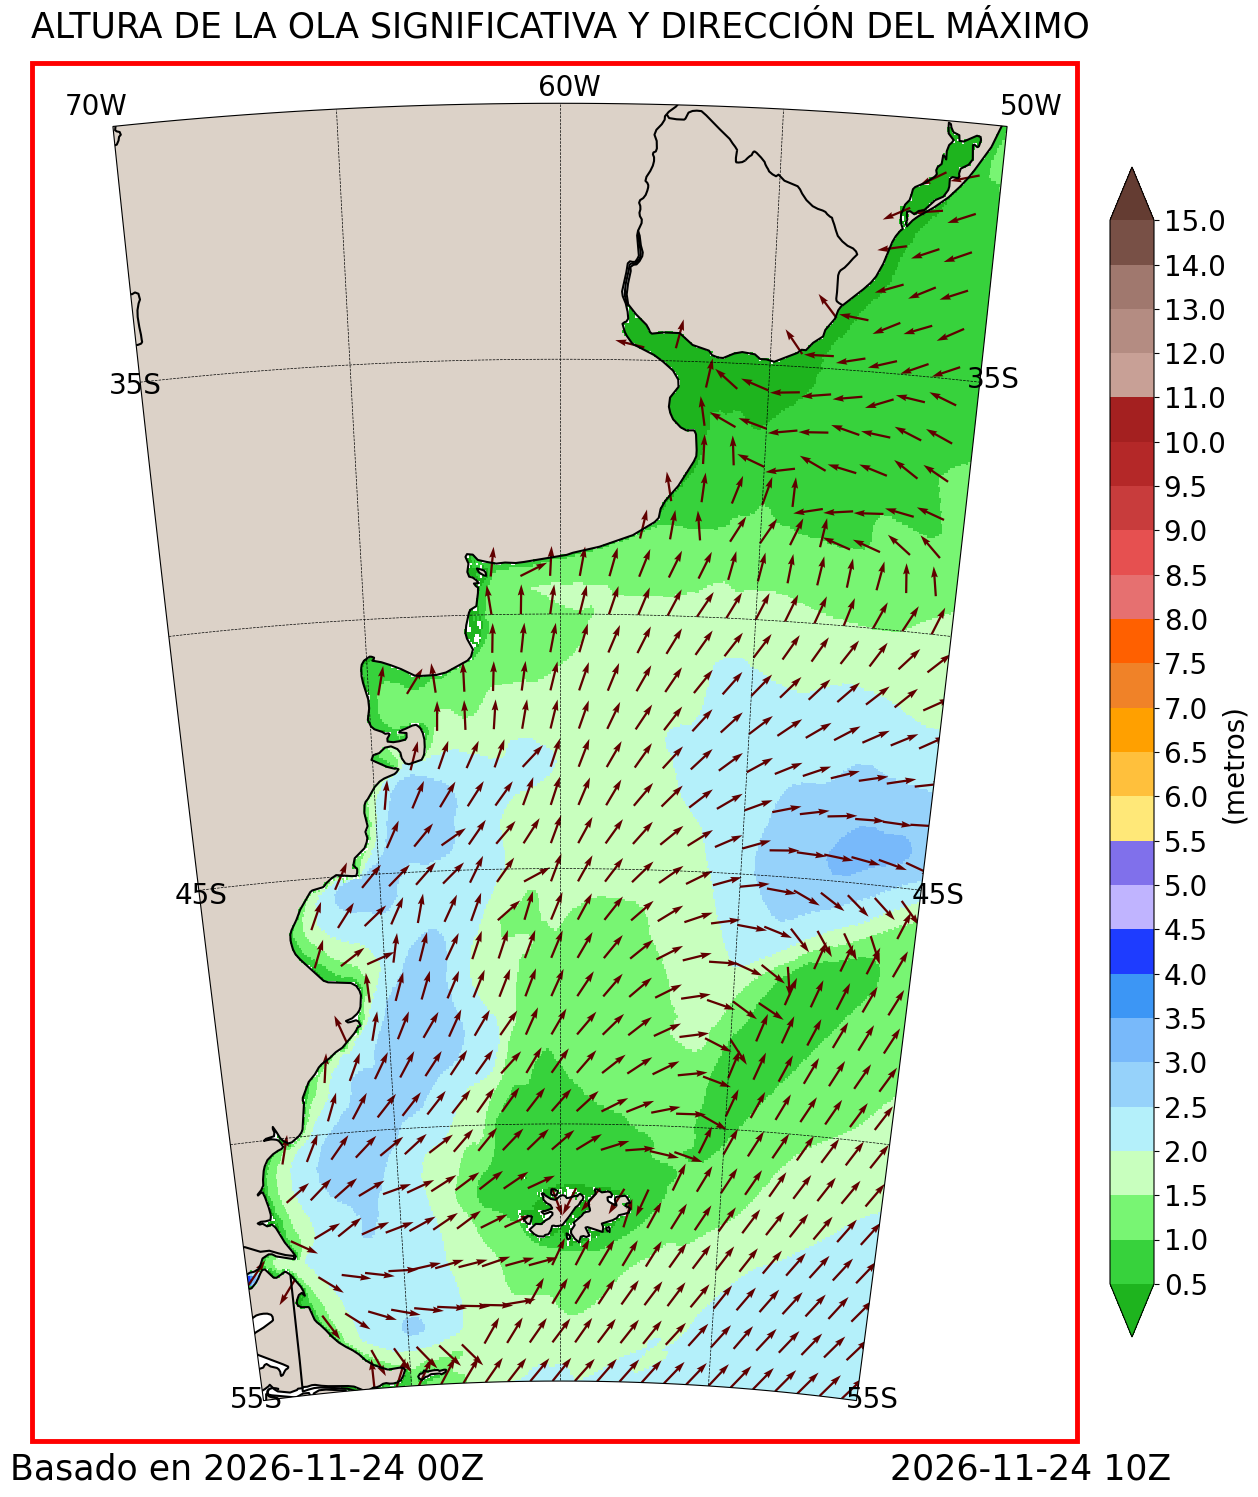 ALTURA DE LA OLA SIGNIFICATIVA Y DIRECCIÓN DEL MÁXIMO
70W
60W
50W
35S
35S
45S
45S
55S
55S
15.0
14.0
13.0
12.0
11.0
10.0
9.5
9.0
8.5
8.0
7.5
7.0
6.5
6.0
5.5
5.0
4.5
4.0
3.5
3.0
2.5
2.0
1.5
1.0
0.5
(metros)
Basado en 2026-11-24 00Z
2026-11-24 10Z